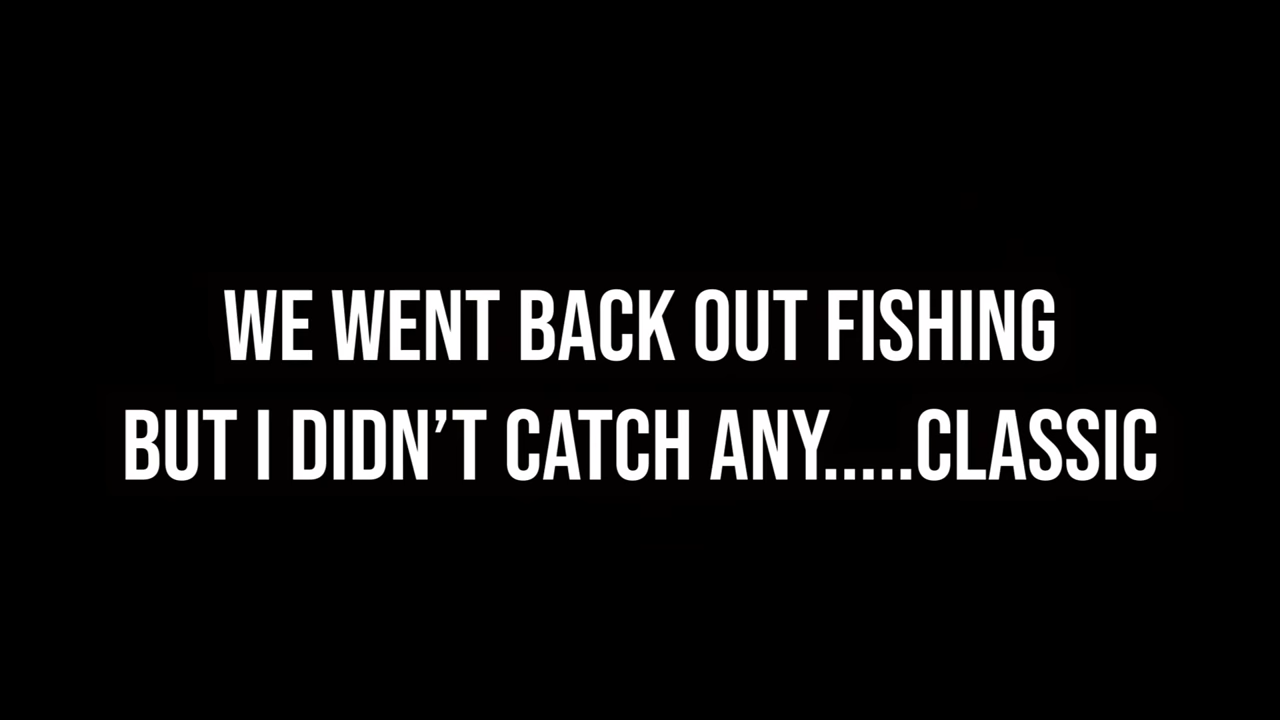 WE WENT BACK OUT FISHING
BUT I DIDN’T CATCH ANY.....CLASSIC